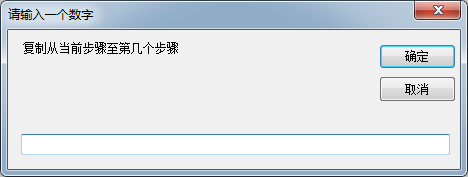 请输入一个数字
复制从当前步骤至第几个步骤
确定
取消